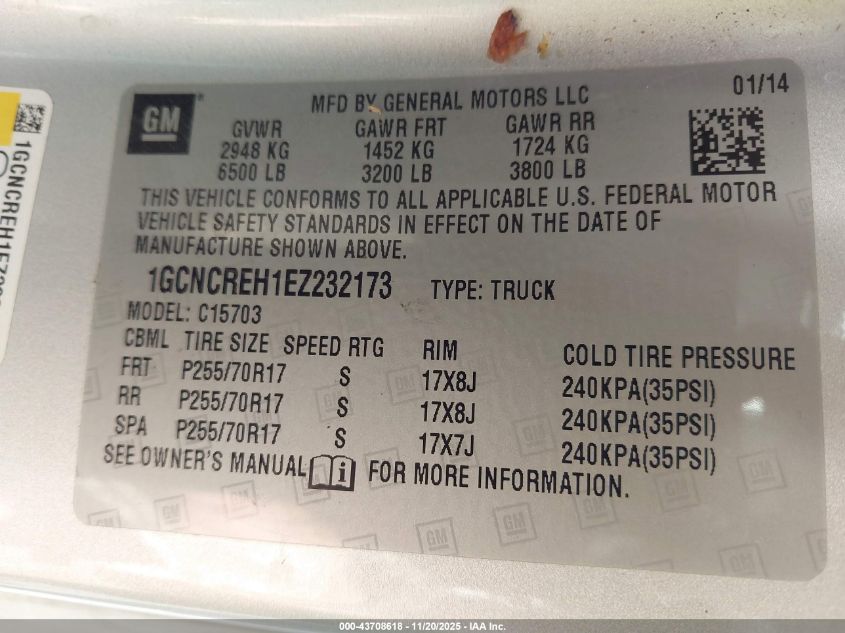 GM
MFD BY GENERAL MOTORS LLC
01/14
GVWR GAWR FRT GAWR RR
2948 KG 1452 KG 1724 KG
6500 LB 3200 LB 3800 LB
THIS VEHICLE CONFORMS TO ALL APPLICABLE U.S. FEDERAL MOTOR
VEHICLE SAFETY STANDARDS IN EFFECT ON THE DATE OF
MANUFACTURE SHOWN ABOVE.
1GCNCREH1EZ232173 TYPE: TRUCK
MODEL: C15703
CBML TIRE SIZE SPEED RTG RIM COLD TIRE PRESSURE
FRT P255/70R17 S 17X8J 240KPA(35PSI)
RR P255/70R17 S 17X8J 240KPA(35PSI)
SPA P255/70R17 S 17X7J 240KPA(35PSI)
SEE OWNER'S MANUAL i FOR MORE INFORMATION.
000-43708618 - 11/20/2025 - IAA Inc.